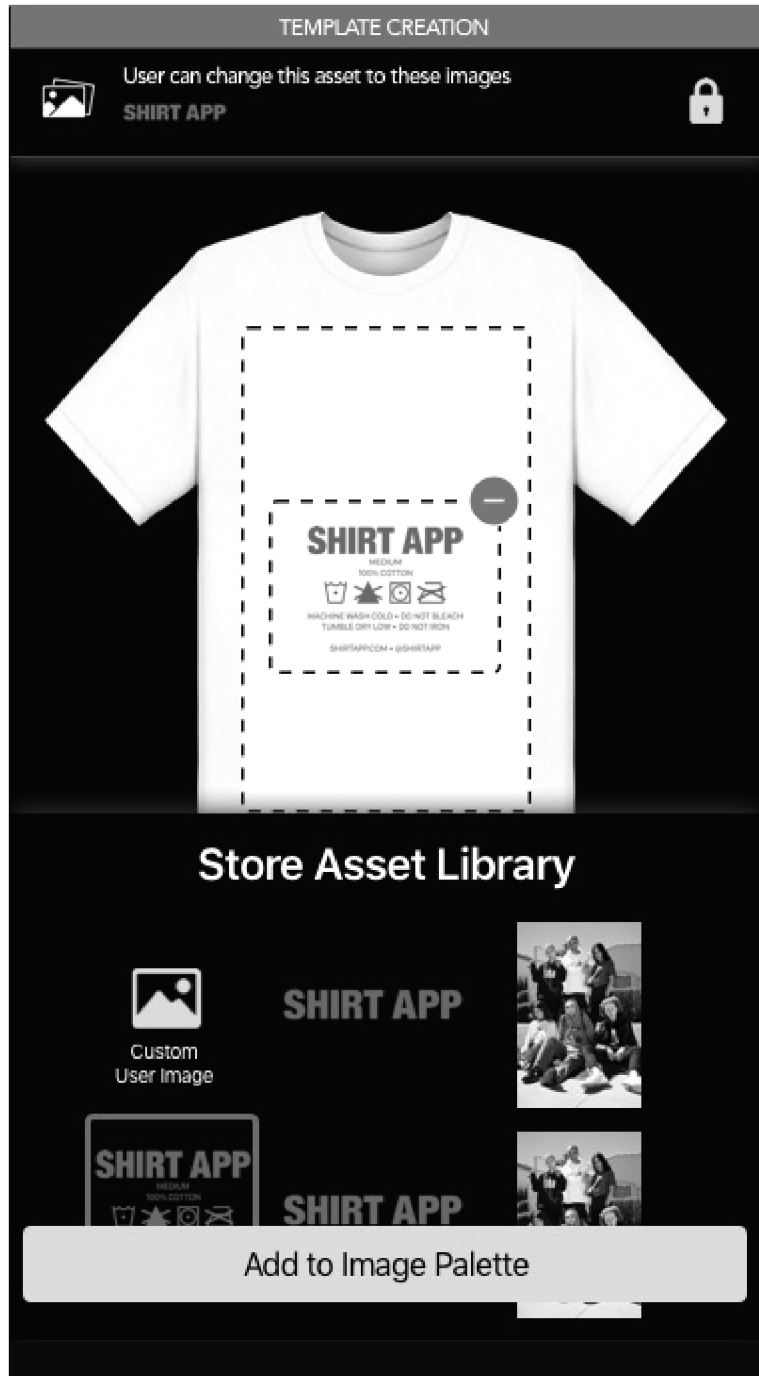 TEMPLATE CREATION
User can change this asset to these images
SHIRT APP
SHIRT APP
MEDIUM
100% COTTON
MACHINE WASH COLD • DO NOT BLEACH
TUMBLE DRY LOW • DO NOT IRON
SHIRTAPP.COM • @SHIRTAPP
Store Asset Library
Custom
User Image
SHIRT APP
SHIRT APP
MEDIUM
100% COTTON
SHIRT APP
Add to Image Palette